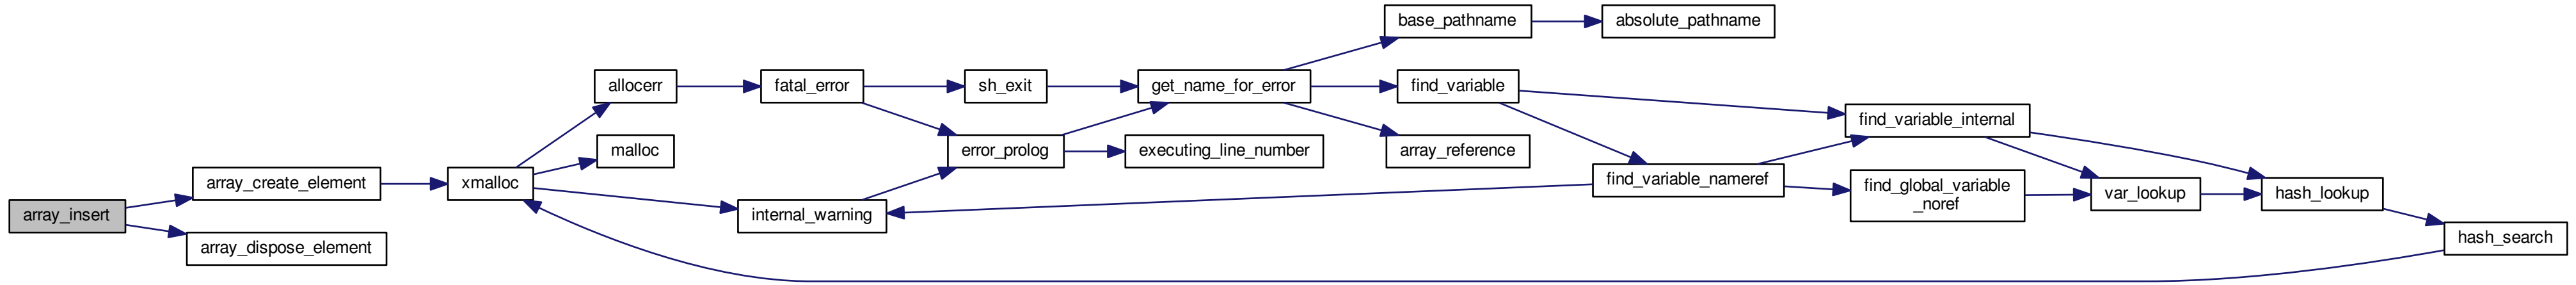 base_pathname
absolute_pathname
allocerr
fatal_error
sh_exit
get_name_for_error
find_variable
find_variable_internal
malloc
error_prolog
executing_line_number
array_reference
array_create_element
xmalloc
find_variable_nameref
find_global_variable
_noref
var_lookup
hash_lookup
array_insert
internal_warning
array_dispose_element
hash_search